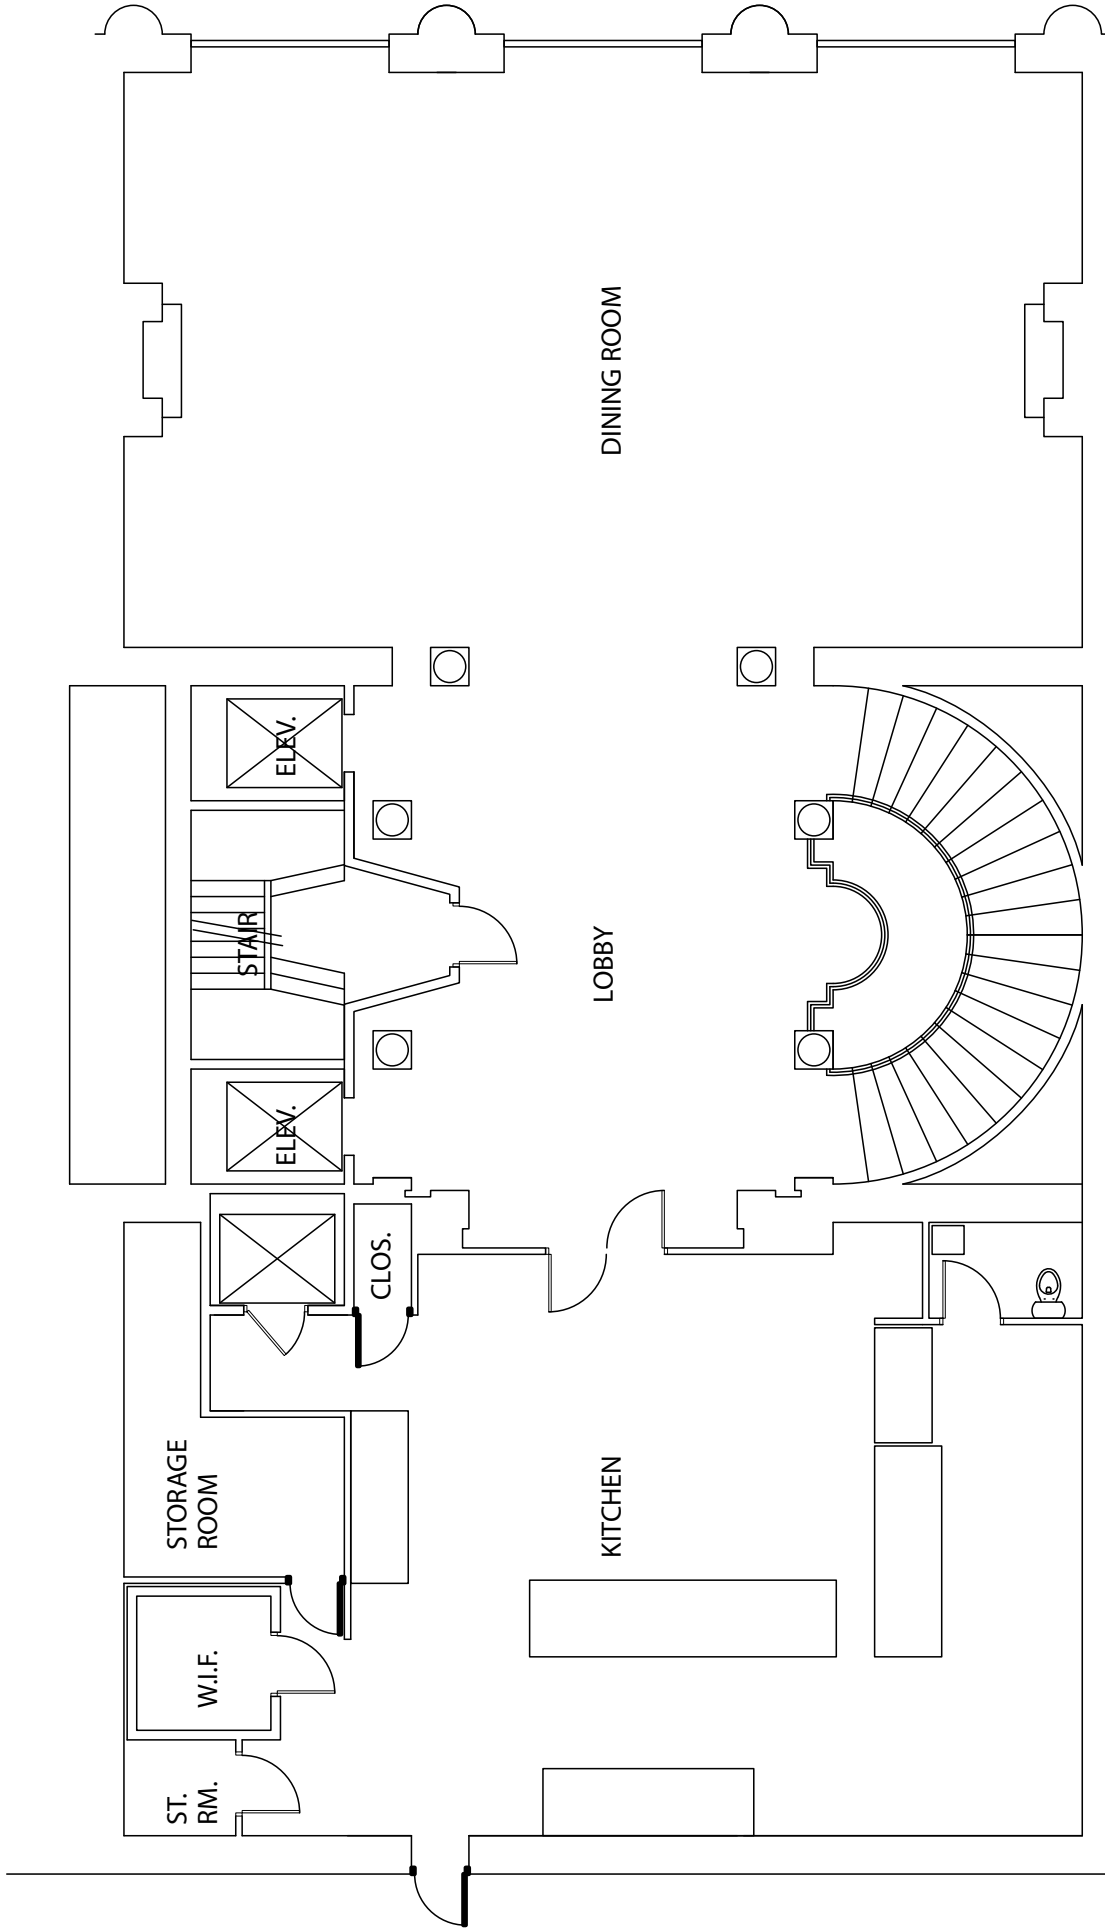 DINING ROOM
ELEV.
STAIR
LOBBY
ELEV.
CLOS.
STORAGE
ROOM
KITCHEN
W.I.F.
ST.
RM.